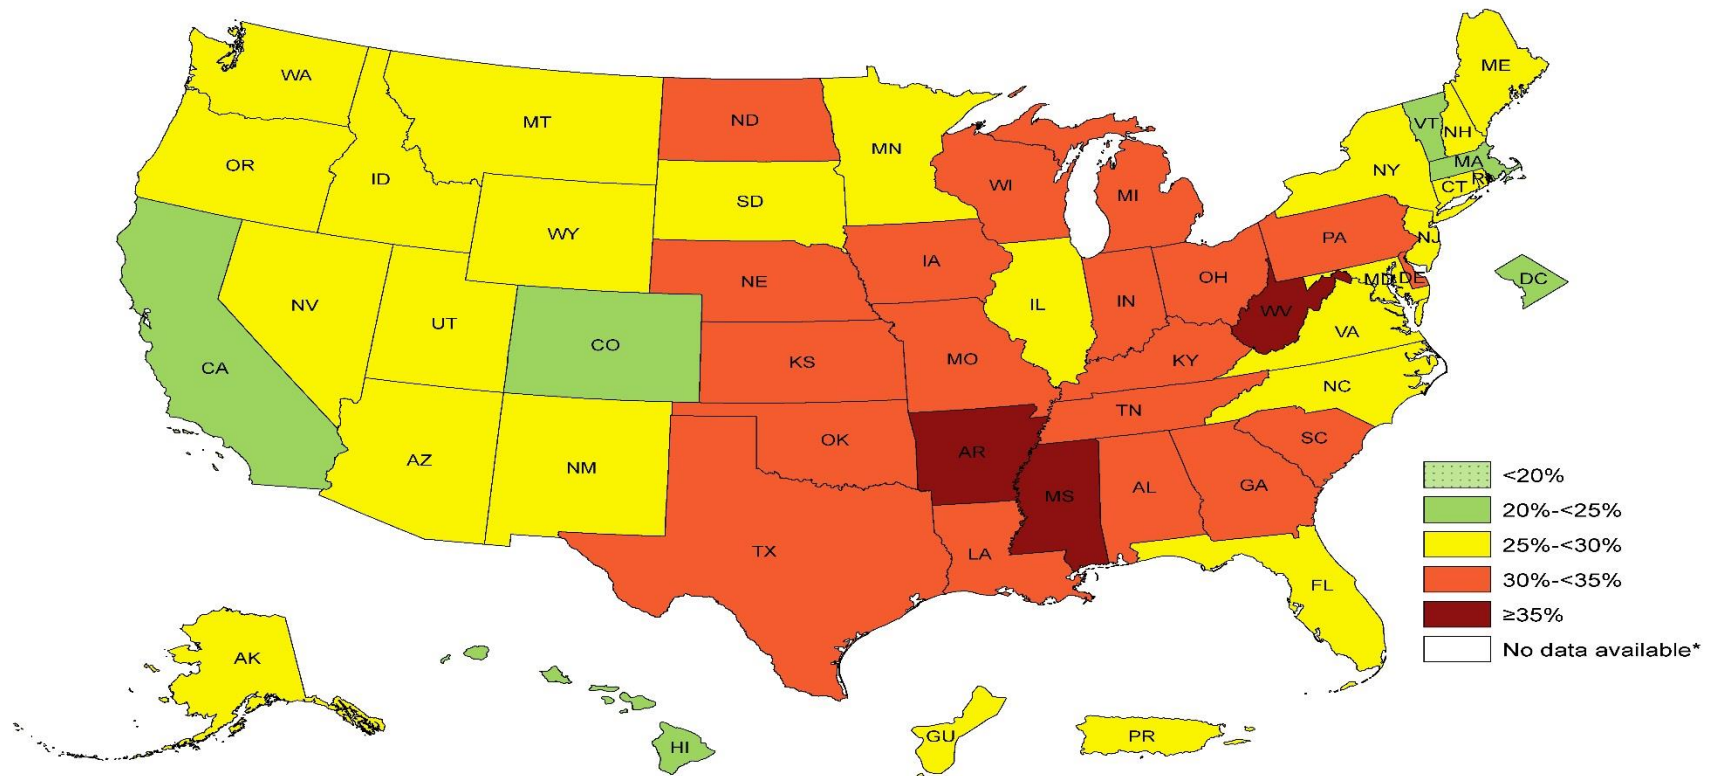 WA
MT
ND
MN
ME
VT
NH
OR
ID
SD
WI
MI
NY
MA
CT
R
WY
IA
NE
PA
NJ
OH
MD
DE
DC
NV
UT
CO
IL
IN
WV
VA
CA
KS
MO
KY
NC
TN
AZ
NM
OK
AR
SC
MS
AL
GA
TX
LA
FL
AK
HI
GU
PR
<20%
20%-<25%
25%-<30%
30%-<35%
≥35%
No data available*